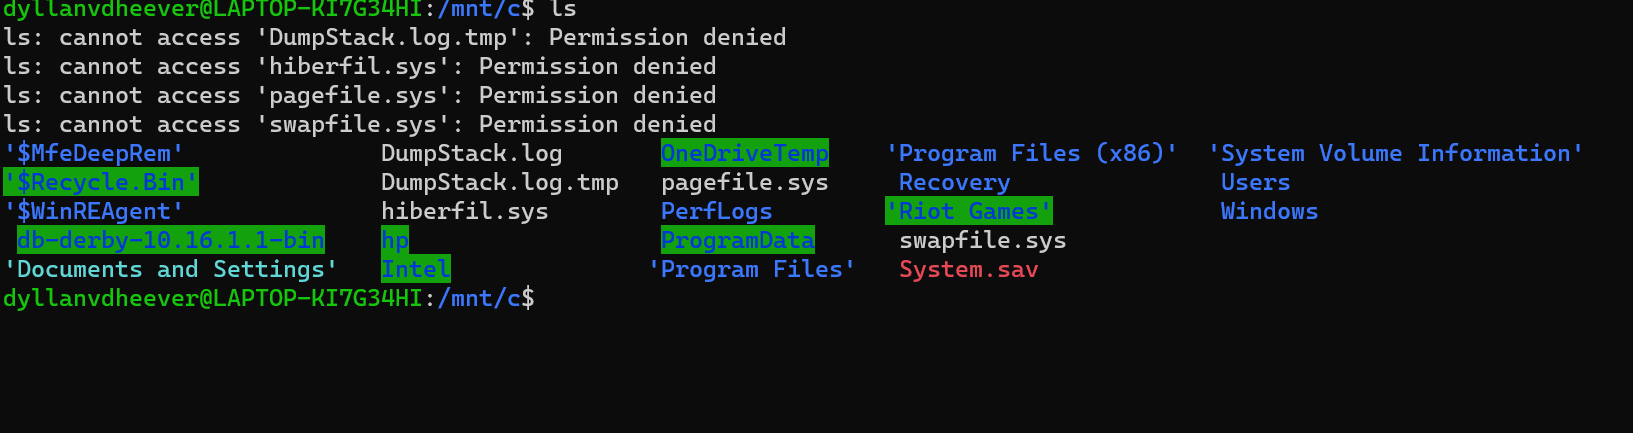 dyllanvdheever@LAPTOP-KI7G34HI:/mnt/c$ ls
ls: cannot access 'DumpStack.log.tmp': Permission denied
ls: cannot access 'hiberfil.sys': Permission denied
ls: cannot access 'pagefile.sys': Permission denied
ls: cannot access 'swapfile.sys': Permission denied
'$MfeDeepRem' DumpStack.log OneDriveTemp 'Program Files (x86)' 'System Volume Information'
'$Recycle.Bin' DumpStack.log.tmp pagefile.sys Recovery Users
'$WinREAgent' hiberfil.sys PerfLogs 'Riot Games' Windows
db-derby-10.16.1.1-bin hp ProgramData swapfile.sys
'Documents and Settings' Intel 'Program Files' System.sav
dyllanvdheever@LAPTOP-KI7G34HI:/mnt/c$